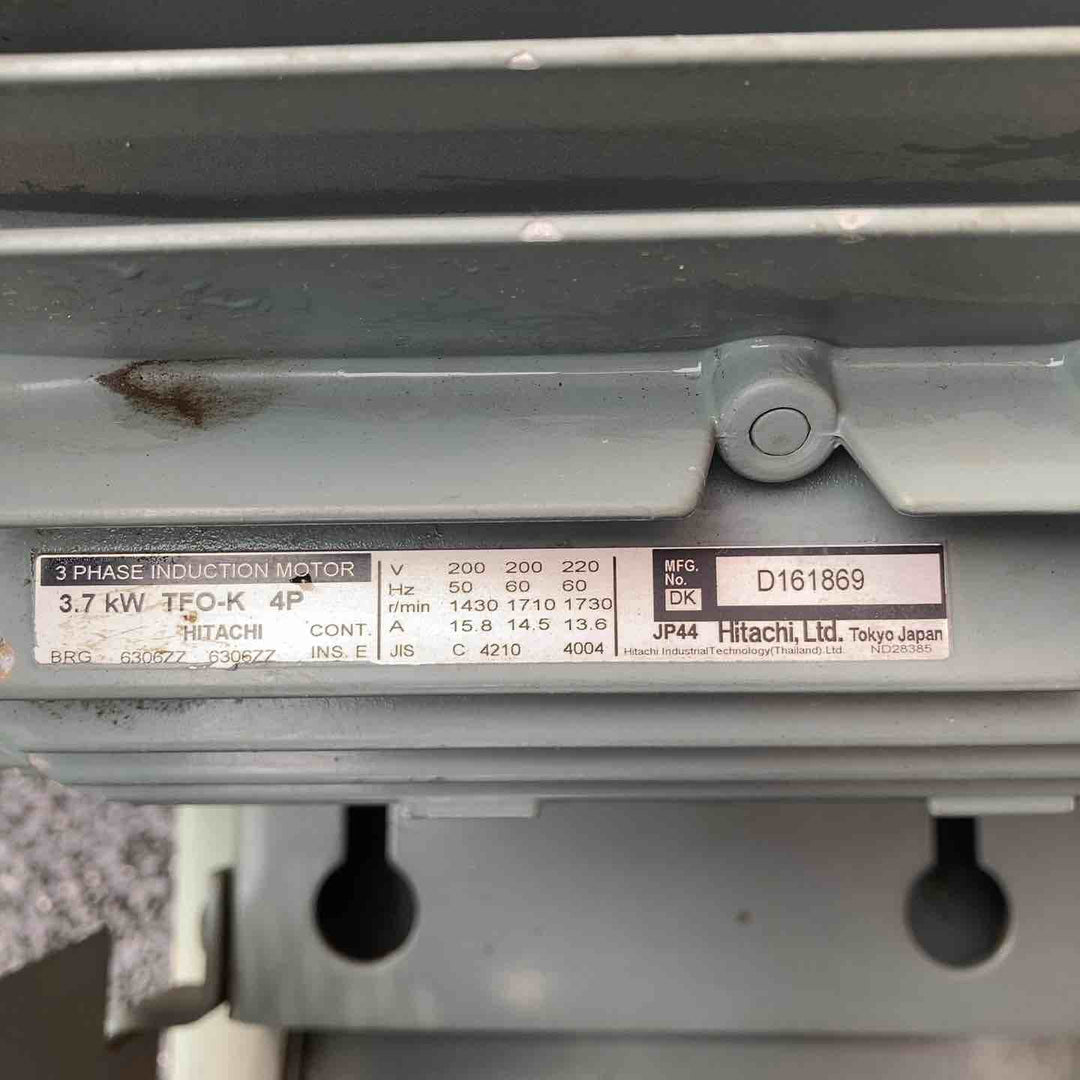 3 PHASE INDUCTION MOTOR
3.7 kW TFO-K 4P
HITACHI CONT.
BRG 6306ZZ 6306ZZ INS. E
V 200 200 220
Hz 50 60 60
r/min 1430 1710 1730
A 15.8 14.5 13.6
JIS C 4210 4004
MFG. No. DK D161869
JP44 Hitachi, Ltd. Tokyo Japan
Hitachi Industrial Technology (Thailand). Ltd. ND28385